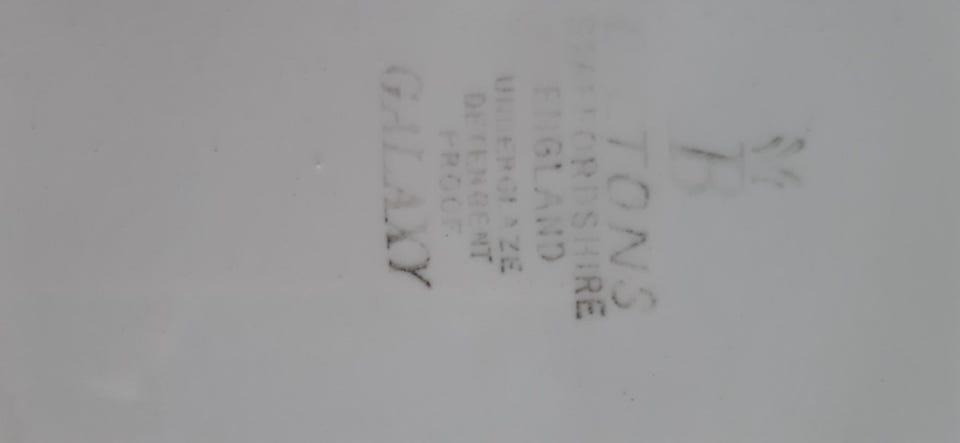 B
TONS
STAFFORDSHIRE
ENGLAND
UNDERGLAZE
DETERGENT
PROOF
GALAXY